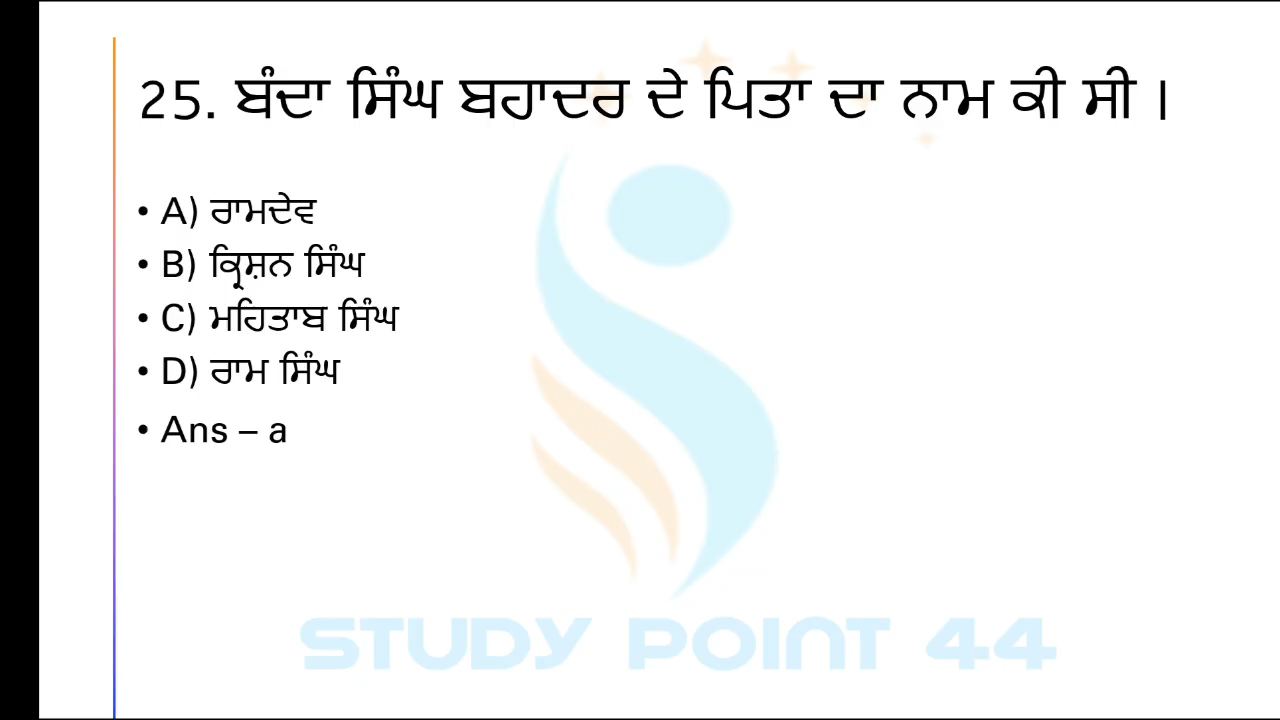 25. ਬੰਦਾ ਸਿੰਘ ਬਹਾਦਰ ਦੇ ਪਿਤਾ ਦਾ ਨਾਮ ਕੀ ਸੀ ।
• A) ਰਾਮਦੇਵ
• B) ਕ੍ਰਿਸ਼ਨ ਸਿੰਘ
• C) ਮਹਿਤਾਬ ਸਿੰਘ
• D) ਰਾਮ ਸਿੰਘ
• Ans – a
STUDY POINT 44